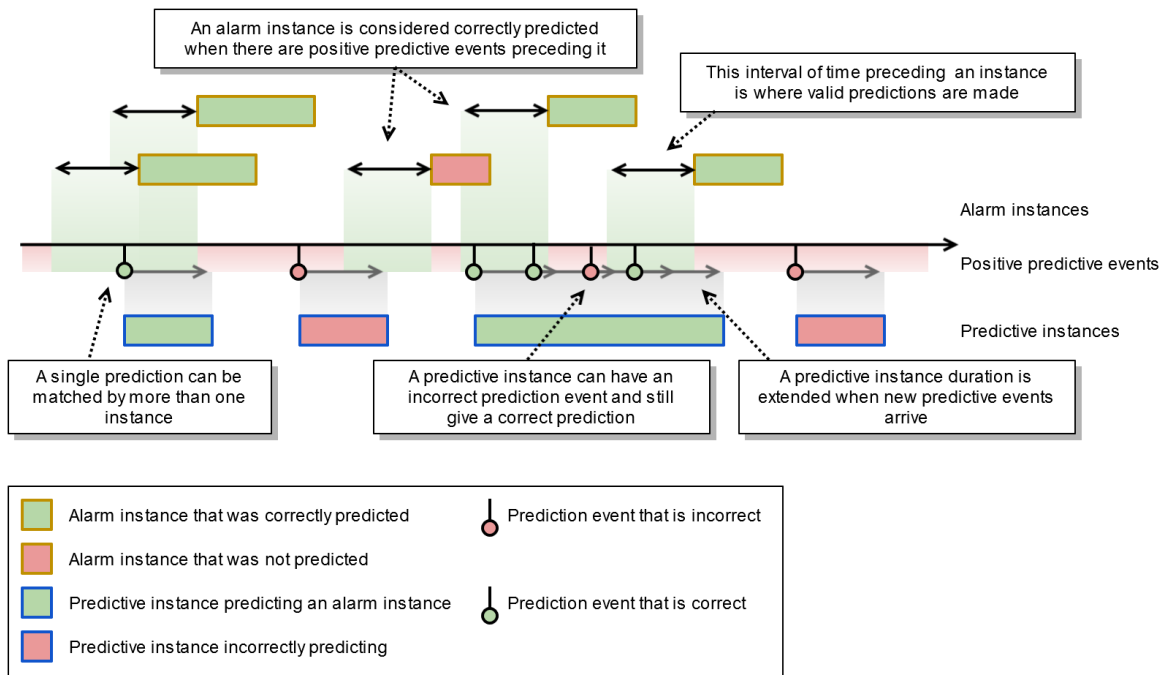 An alarm instance is considered correctly predicted
when there are positive predictive events preceding it
This interval of time preceding an instance
is where valid predictions are made
Alarm instances
Positive predictive events
Predictive instances
A single prediction can be
matched by more than one
instance
A predictive instance can have an
incorrect prediction event and still
give a correct prediction
A predictive instance duration is
extended when new predictive events
arrive
Alarm instance that was correctly predicted
Prediction event that is incorrect
Alarm instance that was not predicted
Predictive instance predicting an alarm instance
Prediction event that is correct
Predictive instance incorrectly predicting